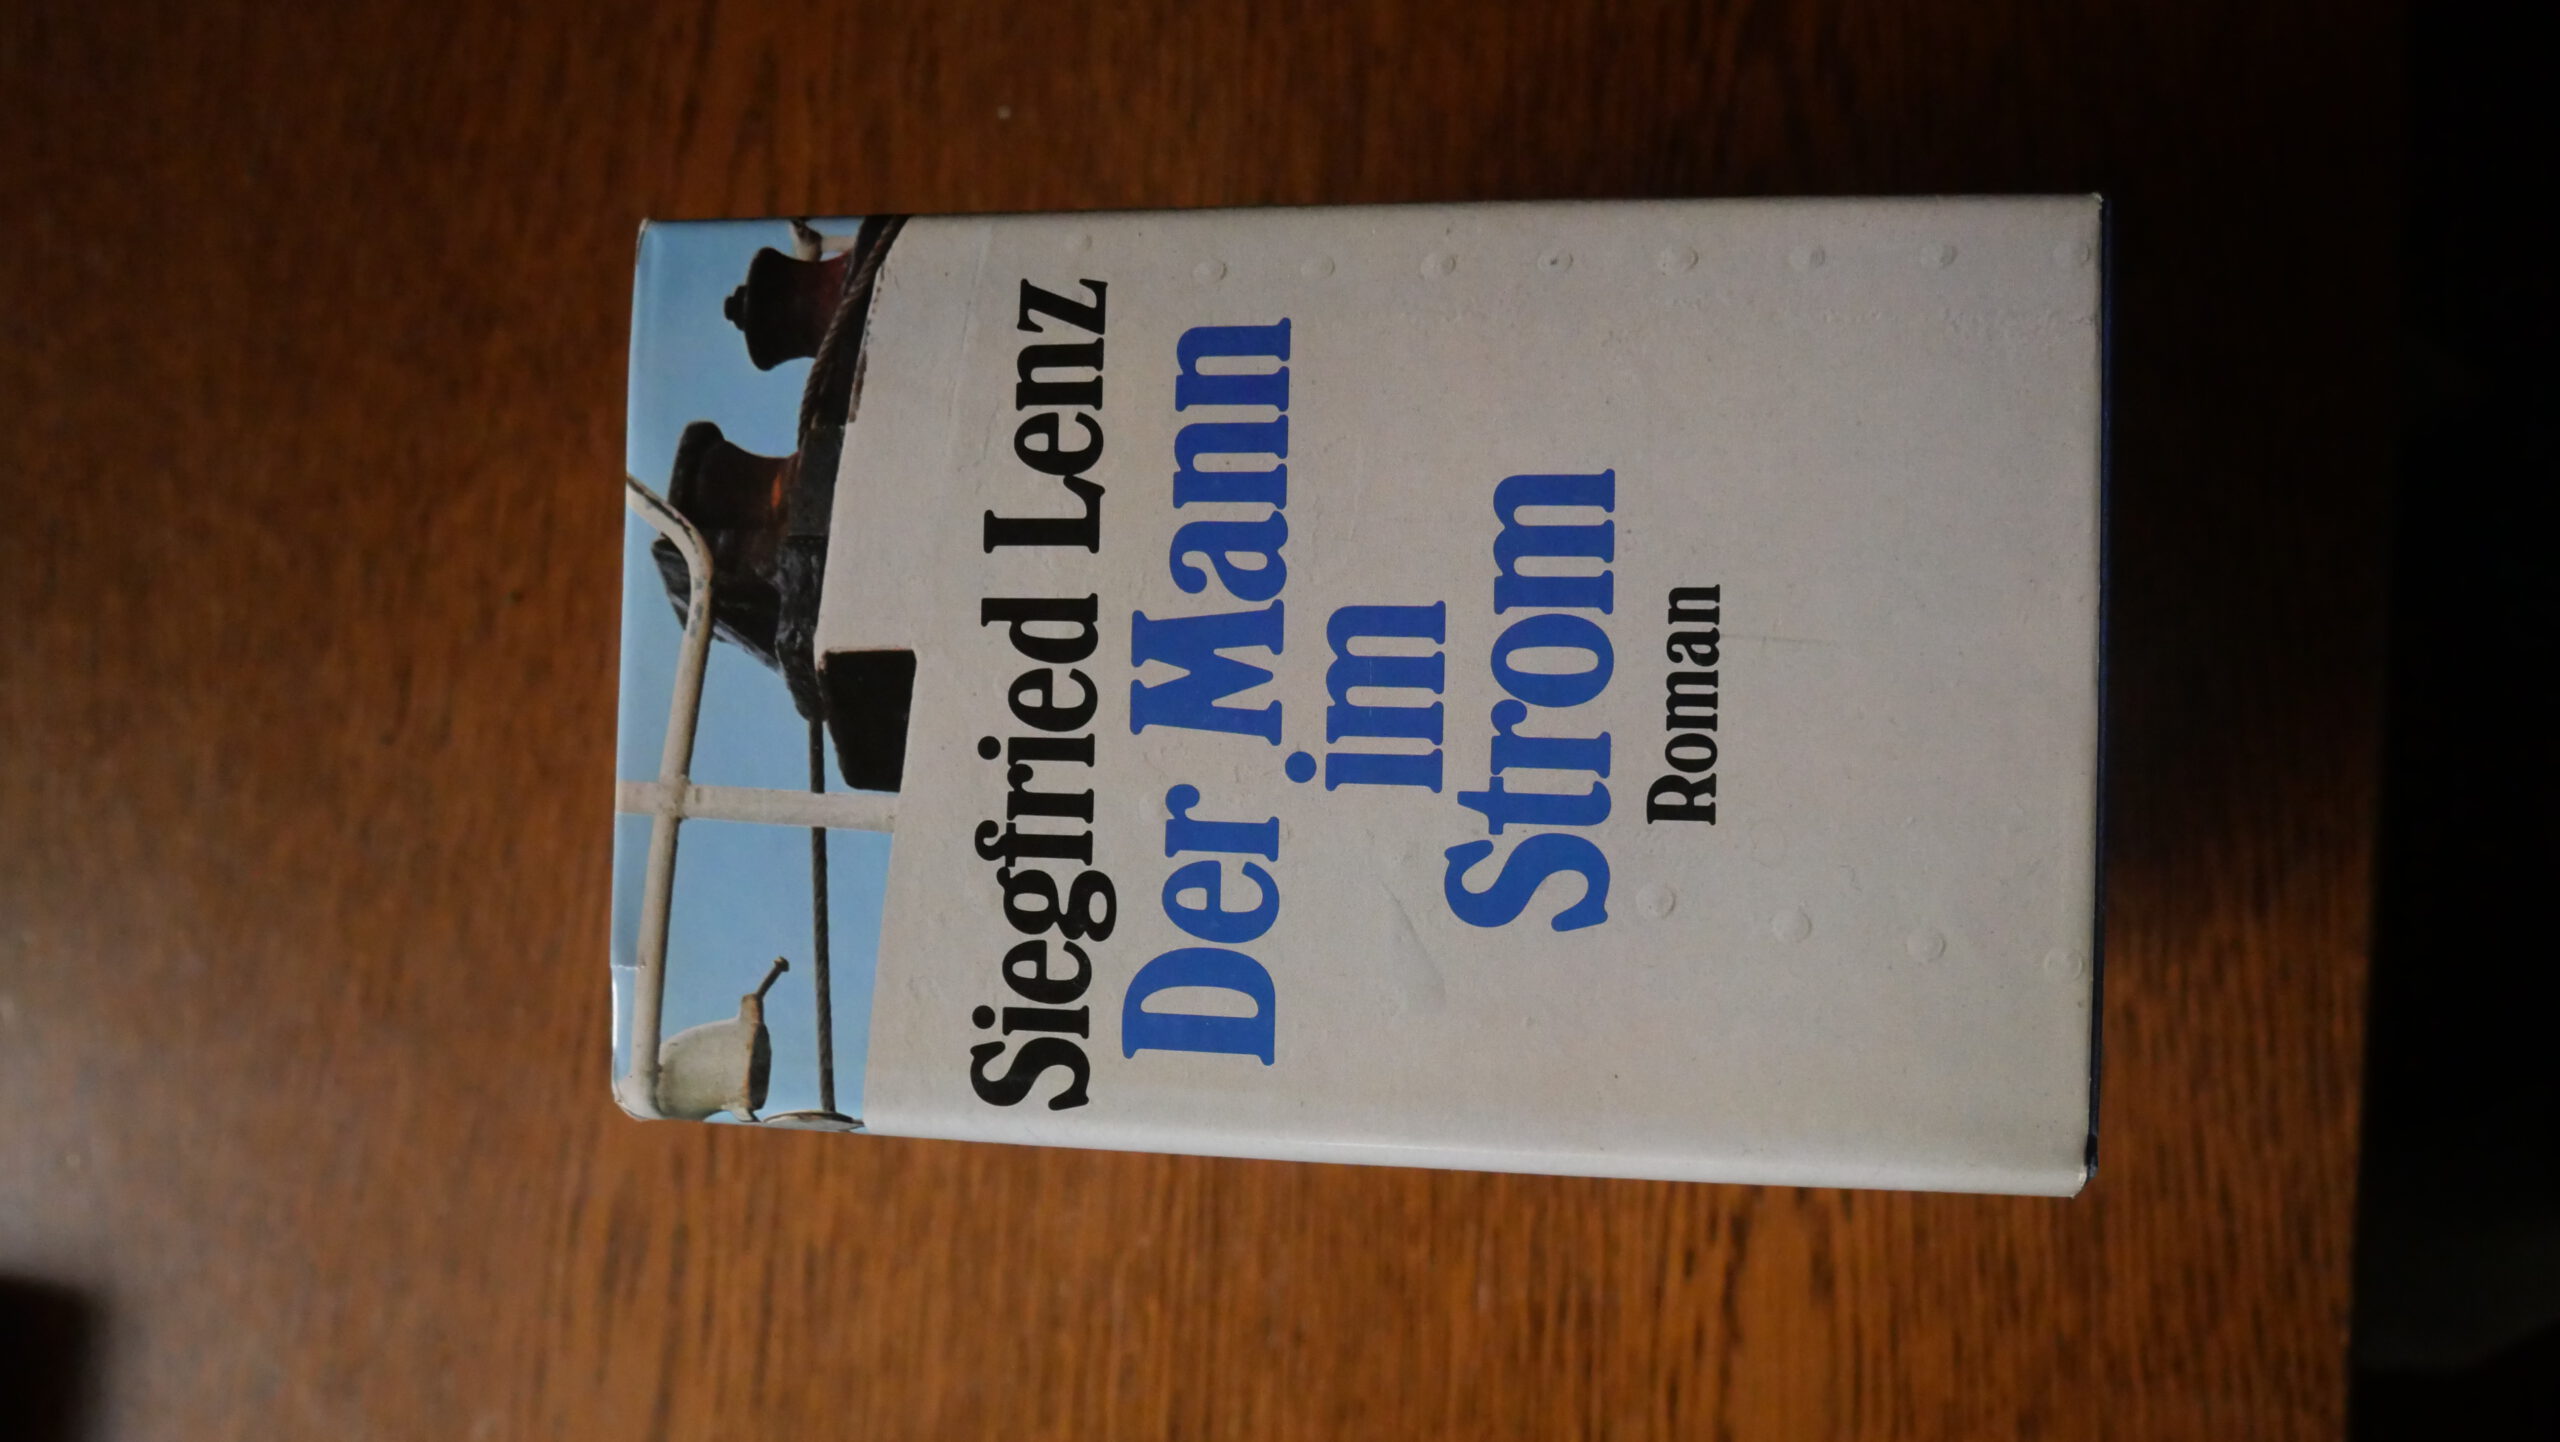 Siegfried Lenz
Der Mann
im
Strom
Roman